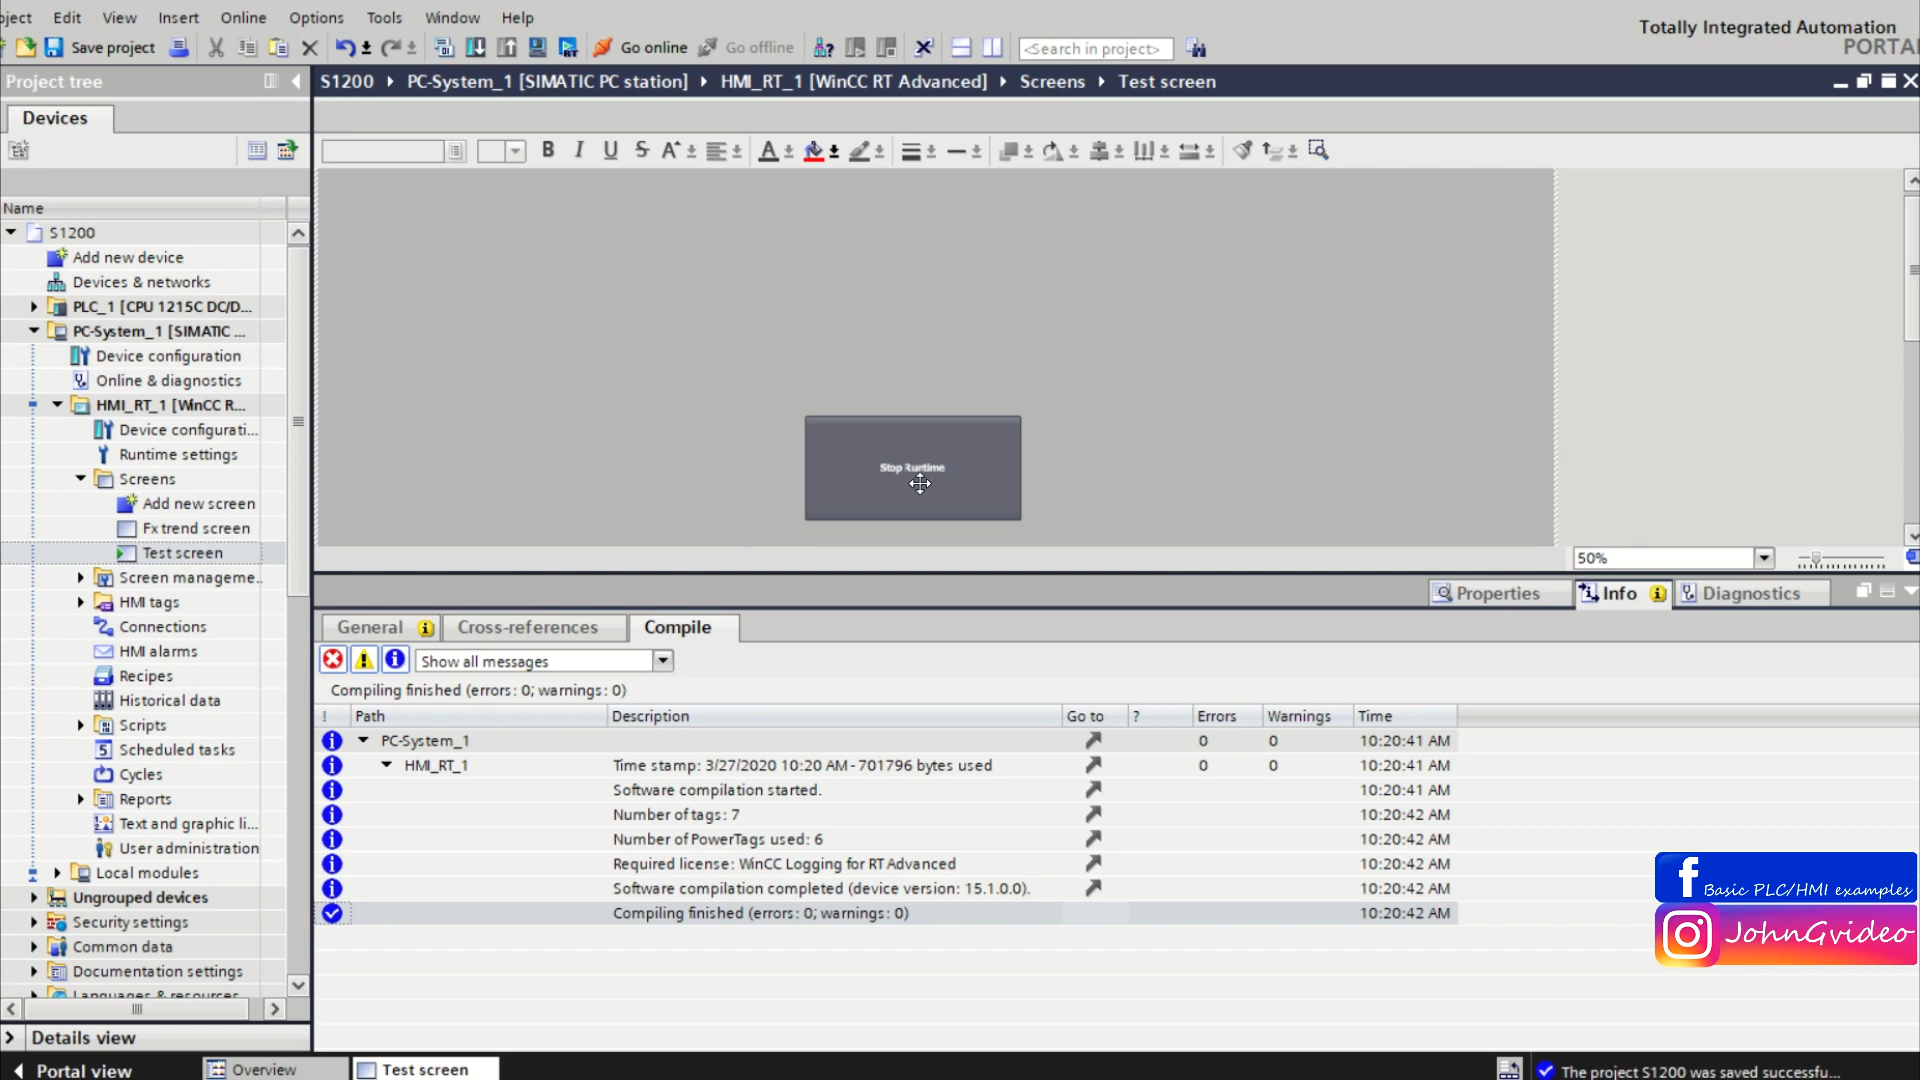 ject Edit View Insert Online Options Tools Window Help
Totally Integrated Automation
PORTA
Save project Go online Go offline <Search in project>
Project tree
S1200 PC-System_1 [SIMATIC PC station] HMI_RT_1 [WinCC RT Advanced] Screens Test screen
Devices
B I U S A A
Name
S1200
Add new device
Devices & networks
PLC_1 [CPU 1215C DC/D...
PC-System_1 [SIMATIC ...
Device configuration
Online & diagnostics
HMI_RT_1 [WinCC R...
Device configurati...
Runtime settings
Screens
Add new screen
Fx trend screen
Test screen
Screen manageme..
HMI tags
Connections
HMI alarms
Recipes
Historical data
Scripts
Scheduled tasks
Cycles
Reports
Text and graphic li...
User administration
Local modules
Ungrouped devices
Security settings
Common data
Documentation settings
Languages & resources
Details view
Stop Runtime
50%
Properties Info Diagnostics
General Cross-references Compile
Show all messages
Compiling finished (errors: 0; warnings: 0)
! Path Description Go to ? Errors Warnings Time
PC-System_1 0 0 10:20:41 AM
HMI_RT_1 Time stamp: 3/27/2020 10:20 AM - 701796 bytes used 0 0 10:20:41 AM
Software compilation started. 10:20:41 AM
Number of tags: 7 10:20:42 AM
Number of PowerTags used: 6 10:20:42 AM
Required license: WinCC Logging for RT Advanced 10:20:42 AM
Software compilation completed (device version: 15.1.0.0). 10:20:42 AM
Compiling finished (errors: 0; warnings: 0) 10:20:42 AM
Basic PLC/HMI examples
JohnGvideo
Portal view Overview Test screen The project S1200 was saved successfu...